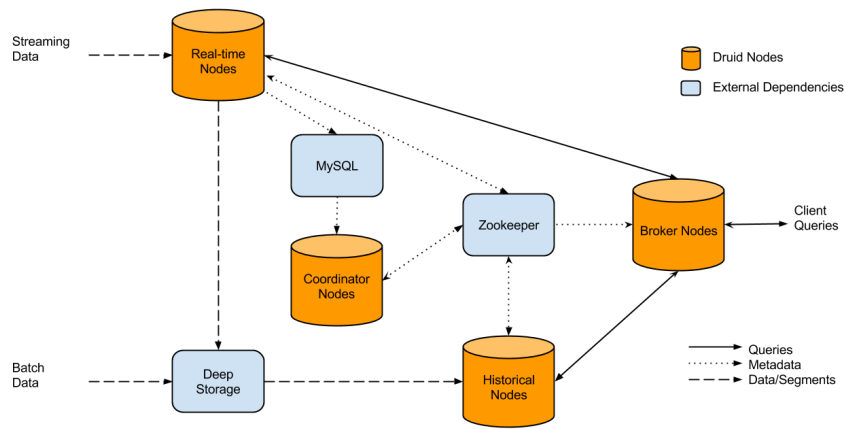 Streaming
Data
Real-time
Nodes
Druid Nodes
External Dependencies
MySQL
Zookeeper
Broker Nodes
Client
Queries
Coordinator
Nodes
Batch
Data
Deep
Storage
Historical
Nodes
Queries
Metadata
Data/Segments